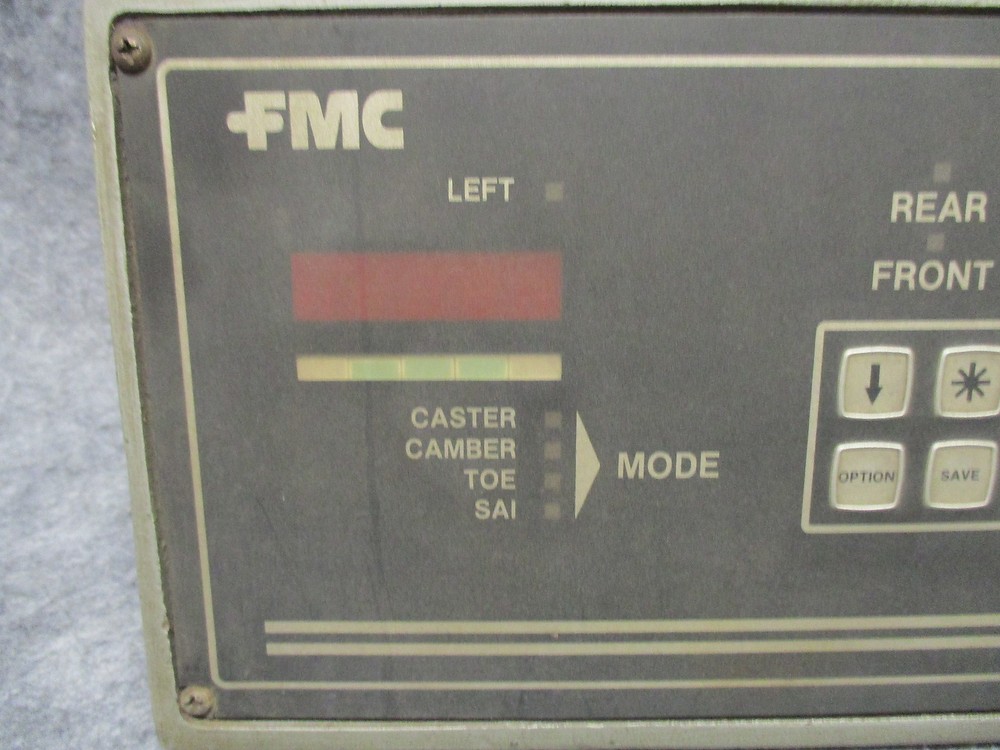 FMC
LEFT
REAR
FRONT
CASTER
CAMBER
TOE
SAI
MODE
OPTION
SAVE